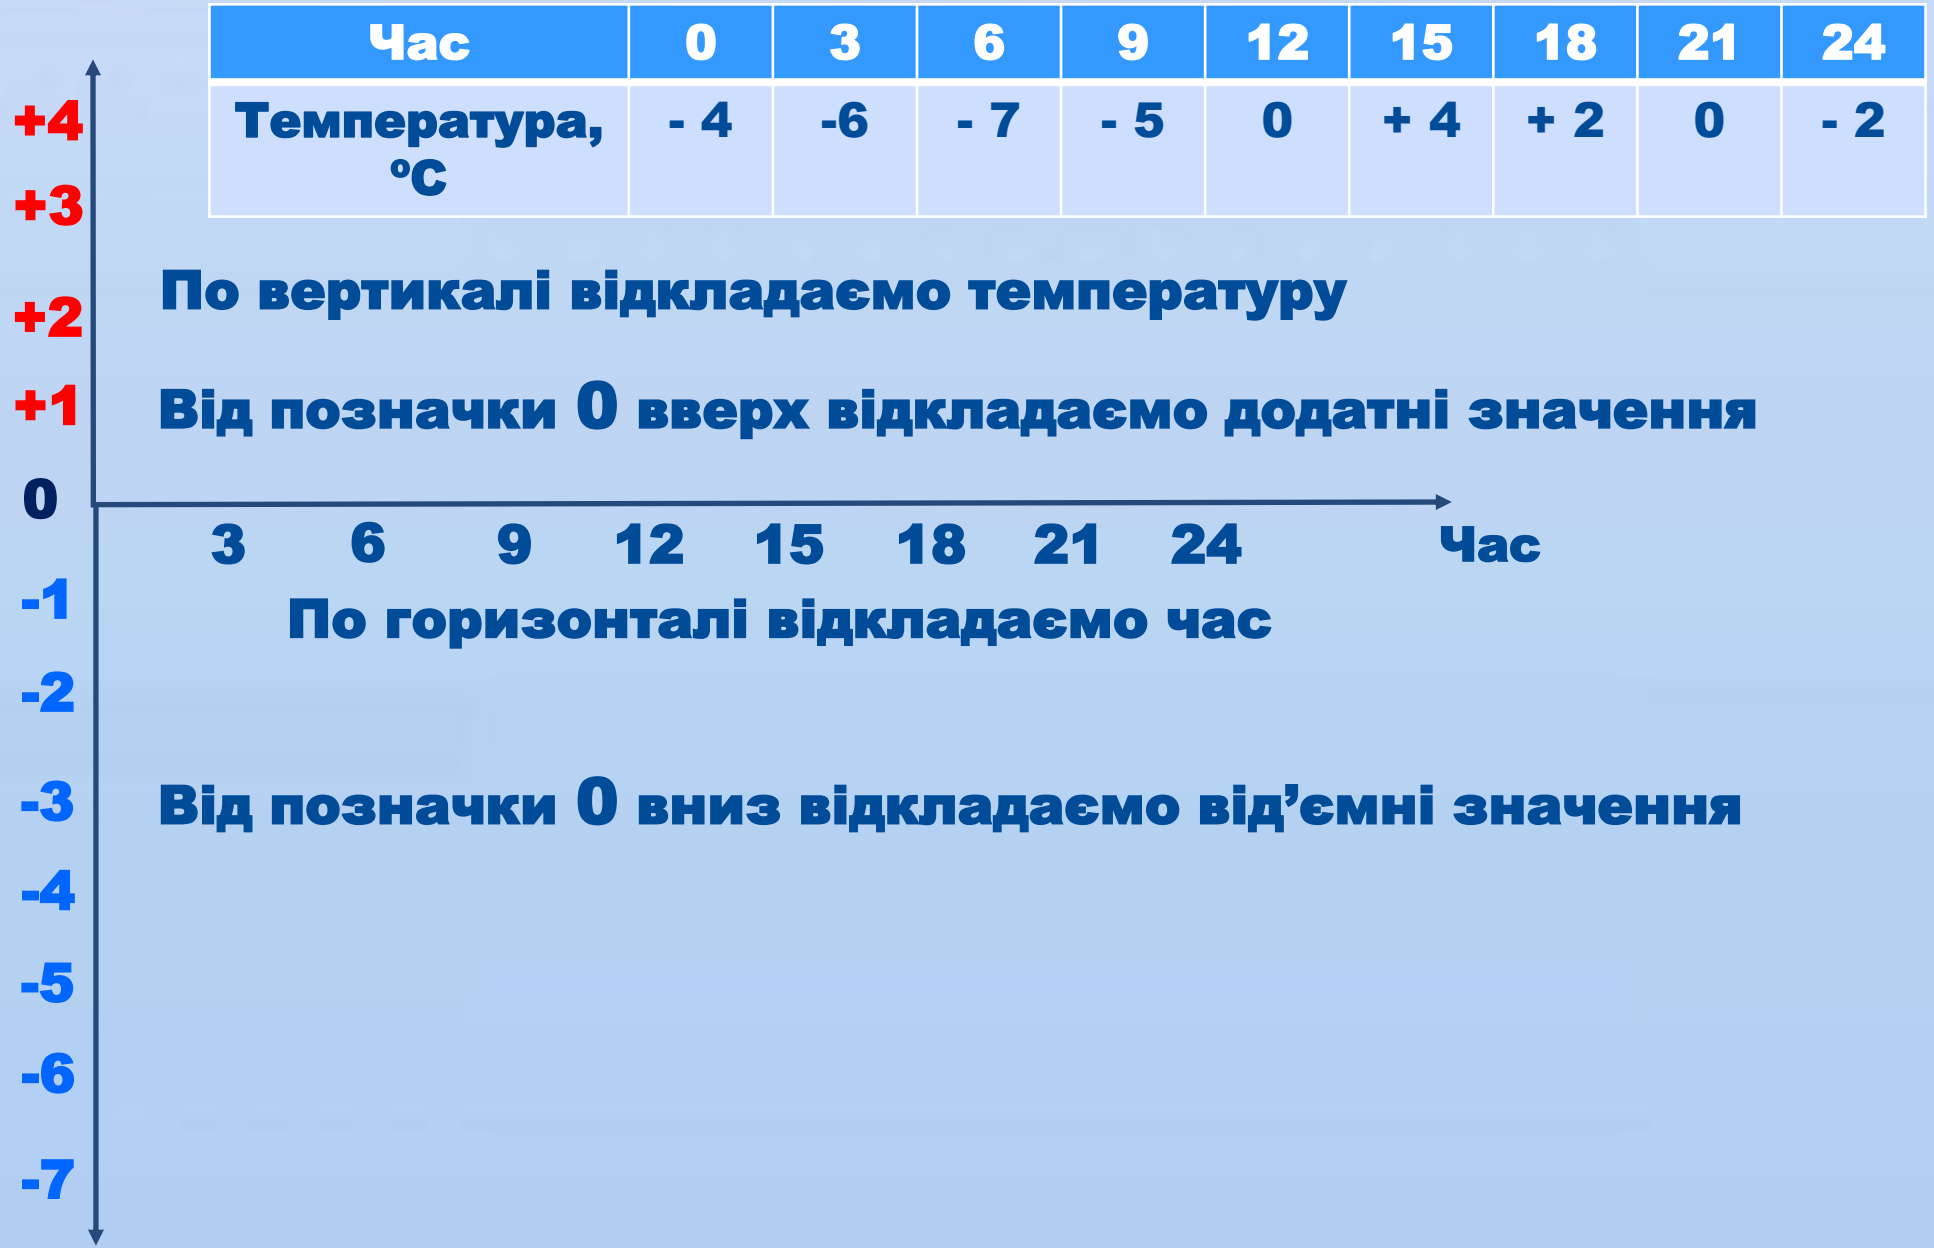 Час 0 3 6 9 12 15 18 21 24
Температура, - 4 -6 - 7 - 5 0 + 4 + 2 0 - 2
ºС
+4
+3
По вертикалі відкладаємо температуру
+2
Від позначки 0 вверх відкладаємо додатні значення
+1
0
3 6 9 12 15 18 21 24 Час
-1
По горизонталі відкладаємо час
-2
-3
Від позначки 0 вниз відкладаємо від’ємні значення
-4
-5
-6
-7